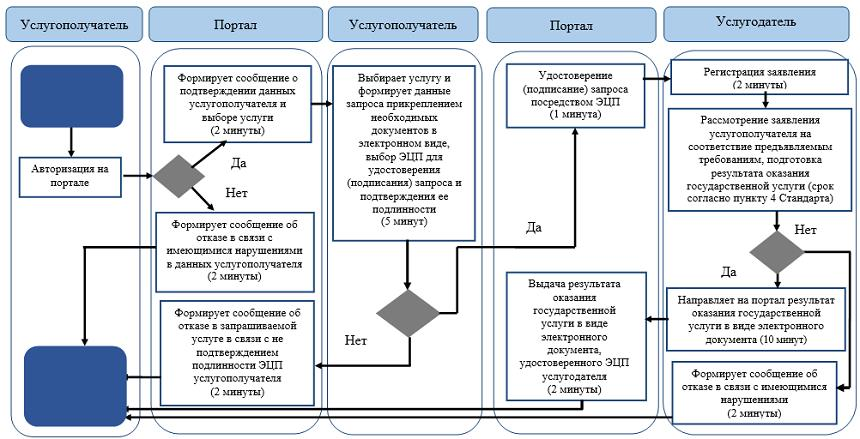 Услугополучатель
Портал
Услугополучатель
Портал
Услугодатель
Авторизация на
портале
Формирует сообщение о
подтверждении данных
услугополучателя и
выборе услуги
(2 минуты)
Да
Нет
Формирует сообщение об
отказе в связи с
имеющимися нарушениями
в данных услугополучателя
(2 минуты)
Формирует сообщение об
отказе в запрашиваемой
услуге в связи с не
подтверждением
подлинности ЭЦП
услугополучателя
(2 минуты)
Выбирает услугу и
формирует данные
запроса прикреплением
необходимых
документов в
электронном виде,
выбор ЭЦП для
удостоверения
(подписания) запроса и
подтверждения ее
подлинности
(5 минут)
Да
Нет
Удостоверение
(подписание) запроса
посредством ЭЦП
(1 минута)
Выдача результата
оказания
государственной
услуги в виде
электронного
документа,
удостоверенного ЭЦП
услугодателя
(2 минуты)
Регистрация заявления
(2 минуты)
Рассмотрение заявления
услугополучателя на
соответствие предъявляемым
требованиям, подготовка
результата оказания
государственной услуги (срок
согласно пункту 4 Стандарта)
Нет
Да
Направляет на портал результат
оказания государственной
услуги в виде электронного
документа (10 минут)
Формирует сообщение об
отказе в связи с имеющимися
нарушениями
(2 минуты)